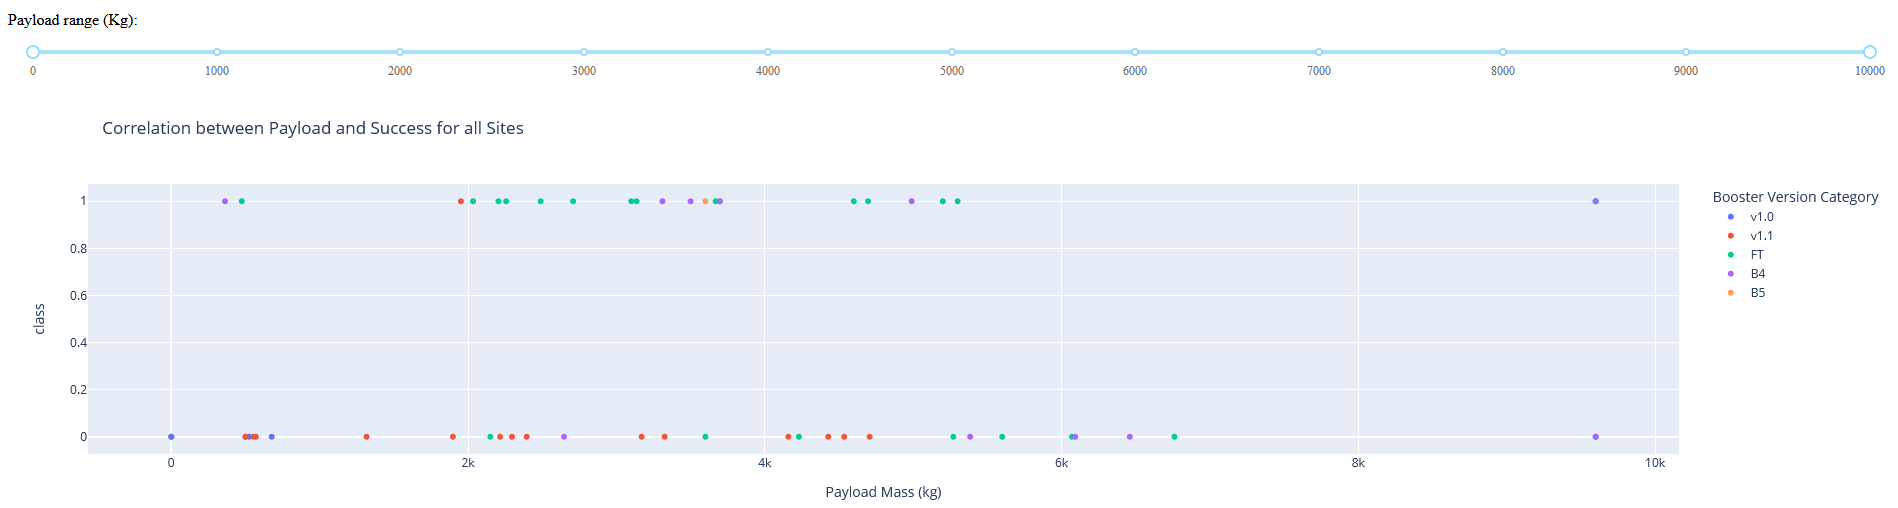 Payload range (Kg):
0 1000 2000 3000 4000 5000 6000 7000 8000 9000 10000
Correlation between Payload and Success for all Sites
1
0.8
0.6
0.4
0.2
0
class
0 2k 4k 6k 8k 10k
Payload Mass (kg)
Booster Version Category
v1.0
v1.1
FT
B4
B5